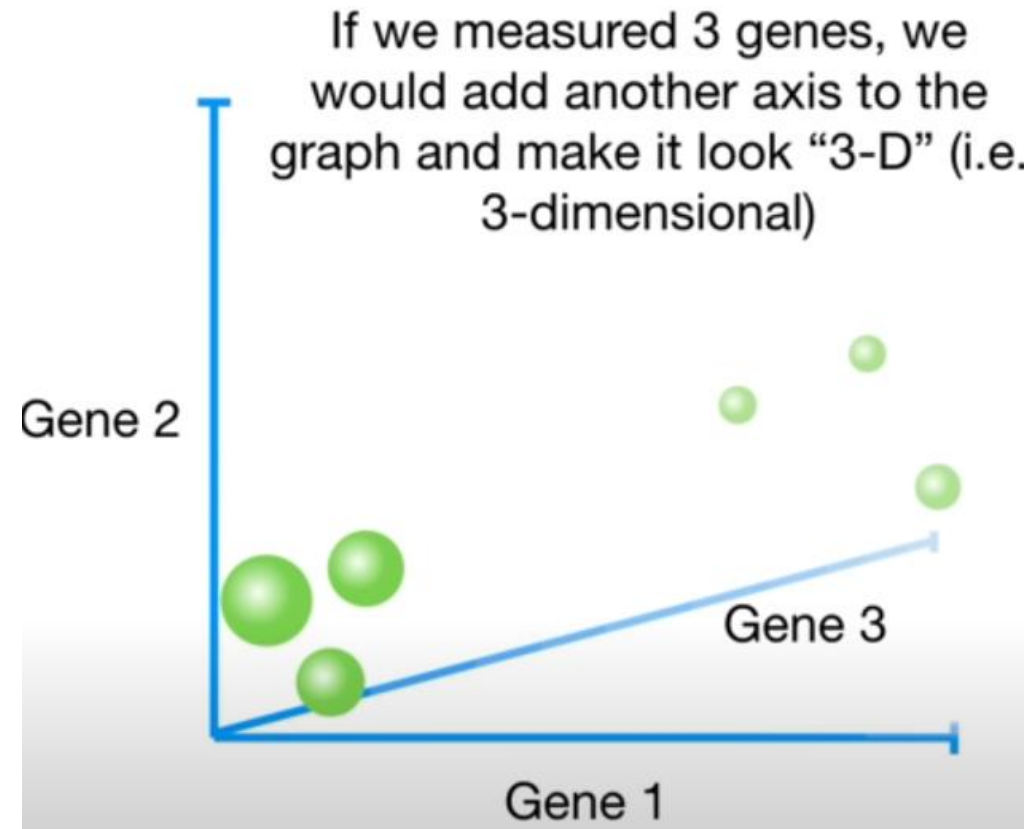 If we measured 3 genes, we
would add another axis to the
graph and make it look “3-D” (i.e.
3-dimensional)
Gene 2
Gene 3
Gene 1